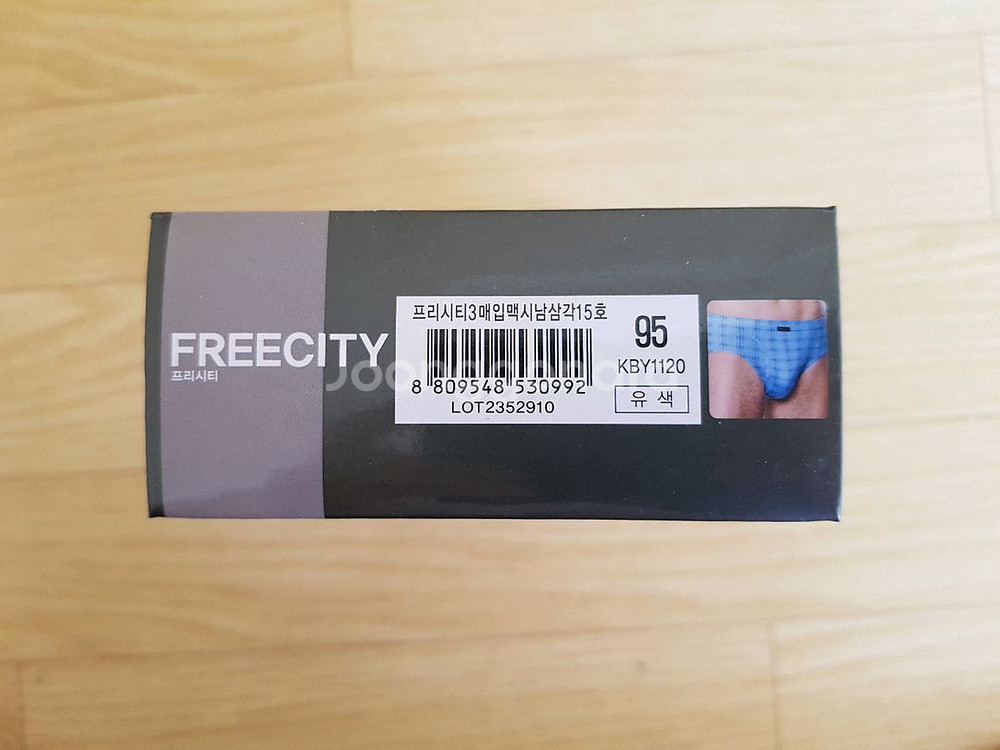 FREECITY
프리시티
프리시티3매입맥시남삼각15호
8 809548 530992
LOT2352910
95
KBY1120
유 색